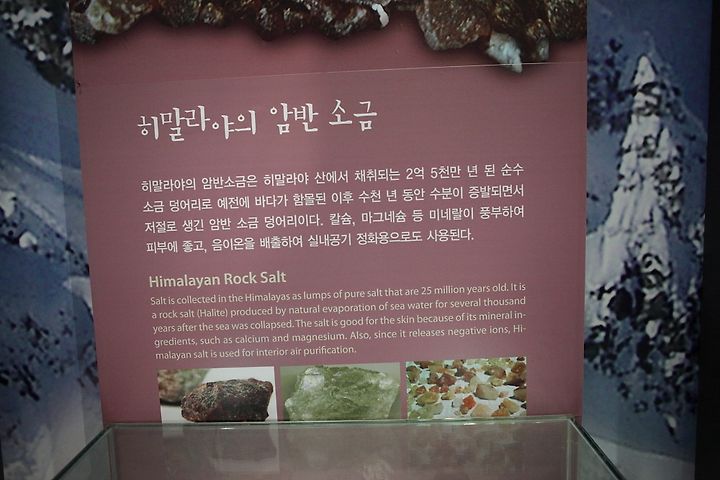 히말라야의 암반 소금
히말라야의 암반소금은 히말라야 산에서 채취되는 2억 5천만 년 된 순수
소금 덩어리로 예전에 바다가 함몰된 이후 수천 년 동안 수분이 증발되면서
저절로 생긴 암반 소금 덩어리이다. 칼슘, 마그네슘 등 미네랄이 풍부하여
피부에 좋고, 음이온을 배출하여 실내공기 정화용으로도 사용된다.
Himalayan Rock Salt
Salt is collected in the Himalayas as lumps of pure salt that are 25 million years old. It is
a rock salt (Halite) produced by natural evaporation of sea water for several thousand
years after the sea was collapsed. The salt is good for the skin because of its mineral in-
gredients, such as calcium and magnesium. Also, since it releases negative ions, Hi-
malayan salt is used for interior air purification.